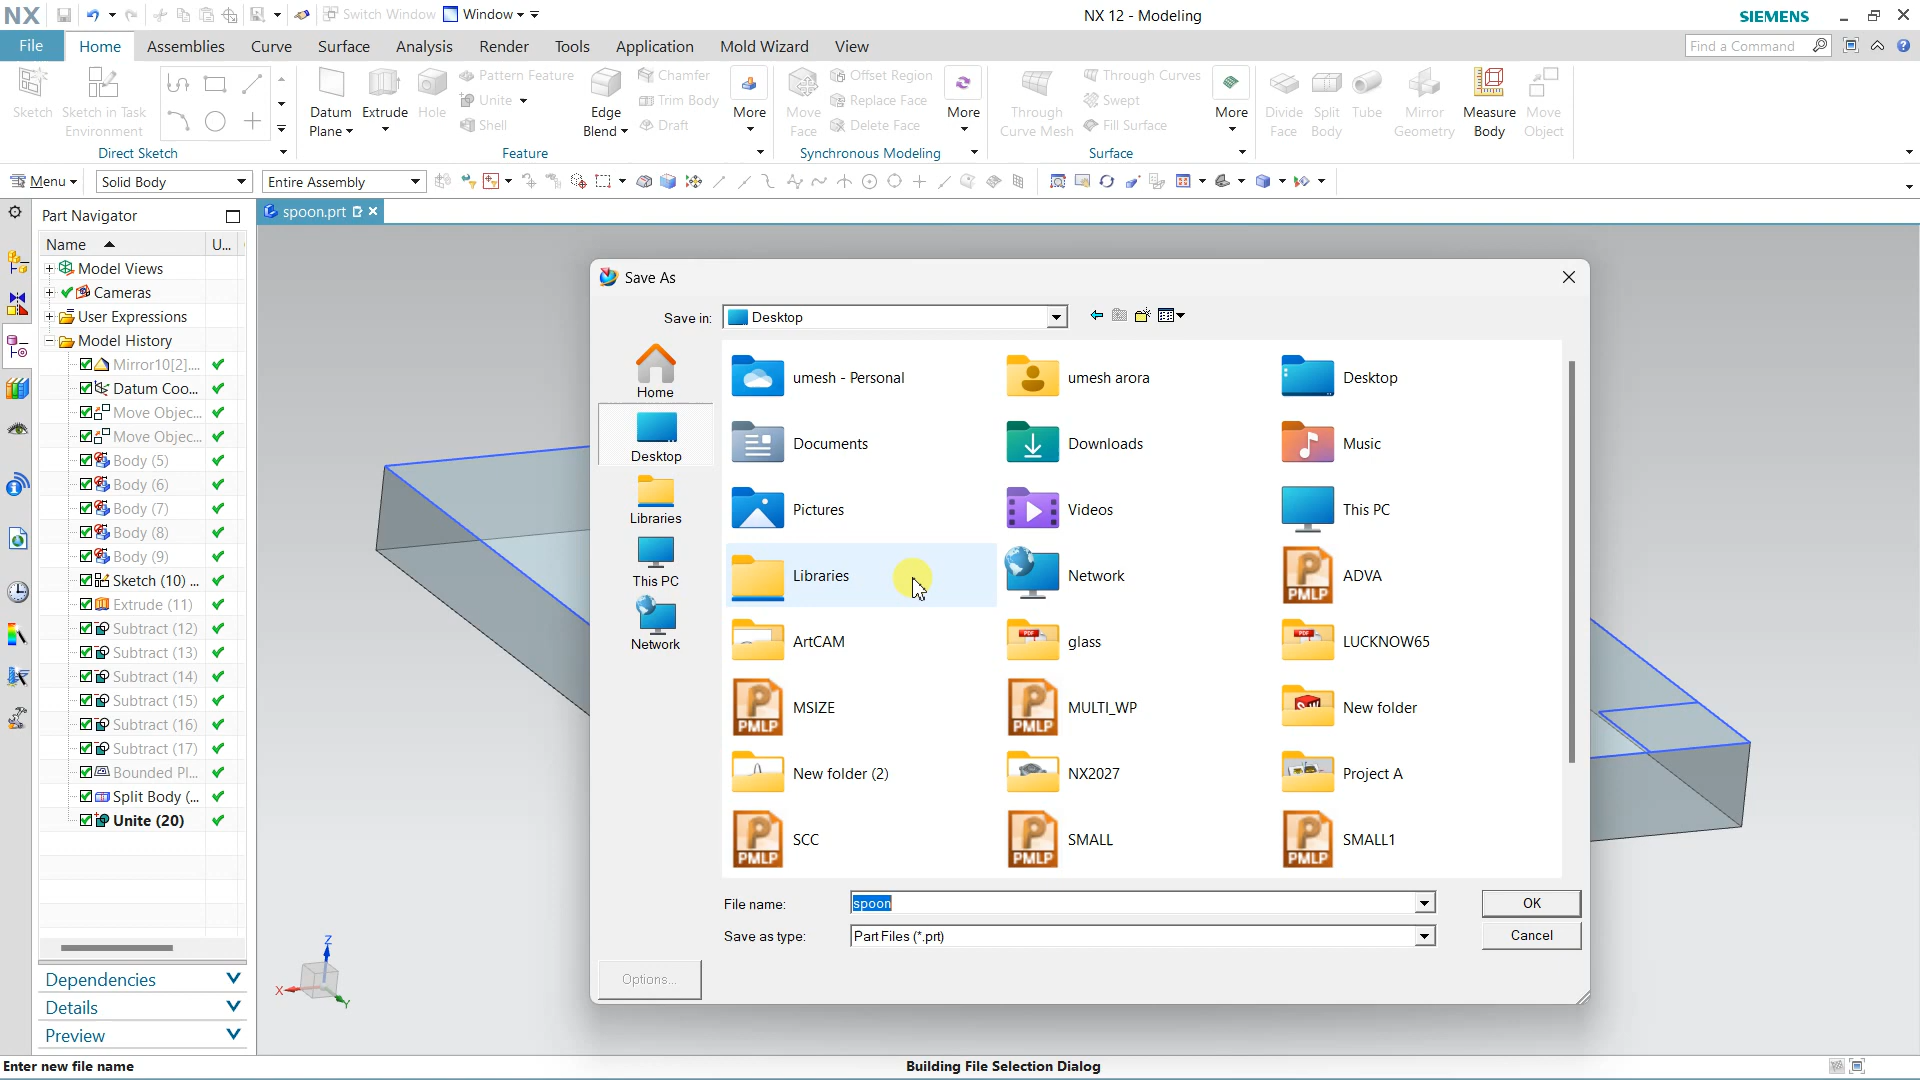 NX Switch Window Window NX 12 - Modeling SIEMENS
File Home Assemblies Curve Surface Analysis Render Tools Application Mold Wizard View Find a Command
Sketch
Sketch in Task
Environment
Direct Sketch
Datum
Plane
Extrude
Hole
Pattern Feature
Unite
Shell
Edge
Blend
Chamfer
Trim Body
Draft
More
Feature
Move
Face
Offset Region
Replace Face
Delete Face
More
Synchronous Modeling
Through
Curve Mesh
Through Curves
Swept
Fill Surface
More
Surface
Divide
Face
Split
Body
Tube
Mirror
Geometry
Measure
Body
Move
Object
Menu Solid Body Entire Assembly
Part Navigator
spoon.prt
Name U...
Model Views
Cameras
User Expressions
Model History
Mirror10[2]....
Datum Coo...
Move Objec...
Move Objec...
Body (5)
Body (6)
Body (7)
Body (8)
Body (9)
Sketch (10) ...
Extrude (11)
Subtract (12)
Subtract (13)
Subtract (14)
Subtract (15)
Subtract (16)
Subtract (17)
Bounded Pl...
Split Body (...
Unite (20)
Dependencies
Details
Preview
Save As
Save in: Desktop
Home
Desktop
Libraries
This PC
Network
umesh - Personal umesh arora Desktop
Documents Downloads Music
Pictures Videos This PC
Libraries Network PMLP ADVA
ArtCAM PDF glass PDF LUCKNOW65
PMLP MSIZE PMLP MULTI_WP New folder
New folder (2) NX2027 Project A
PMLP SCC PMLP SMALL PMLP SMALL1
File name: spoon OK
Save as type: Part Files (*.prt) Cancel
Options...
Z
X
Y
Enter new file name Building File Selection Dialog